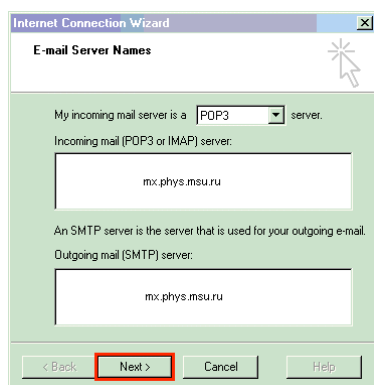 Internet Connection Wizard
E-mail Server Names
My incoming mail server is a POP3 server.
Incoming mail (POP3 or IMAP) server:
mx.phys.msu.ru
An SMTP server is the server that is used for your outgoing e-mail.
Outgoing mail (SMTP) server:
mx.phys.msu.ru
< Back Next > Cancel Help